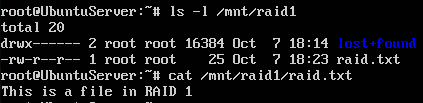 root@UbuntuServer:~# ls -l /mnt/raid1
total 20
drwx------ 2 root root 16384 Oct  7 18:14 lost+found
-rw-r--r-- 1 root root    25 Oct  7 18:23 raid.txt
root@UbuntuServer:~# cat /mnt/raid1/raid.txt
This is a file in RAID 1